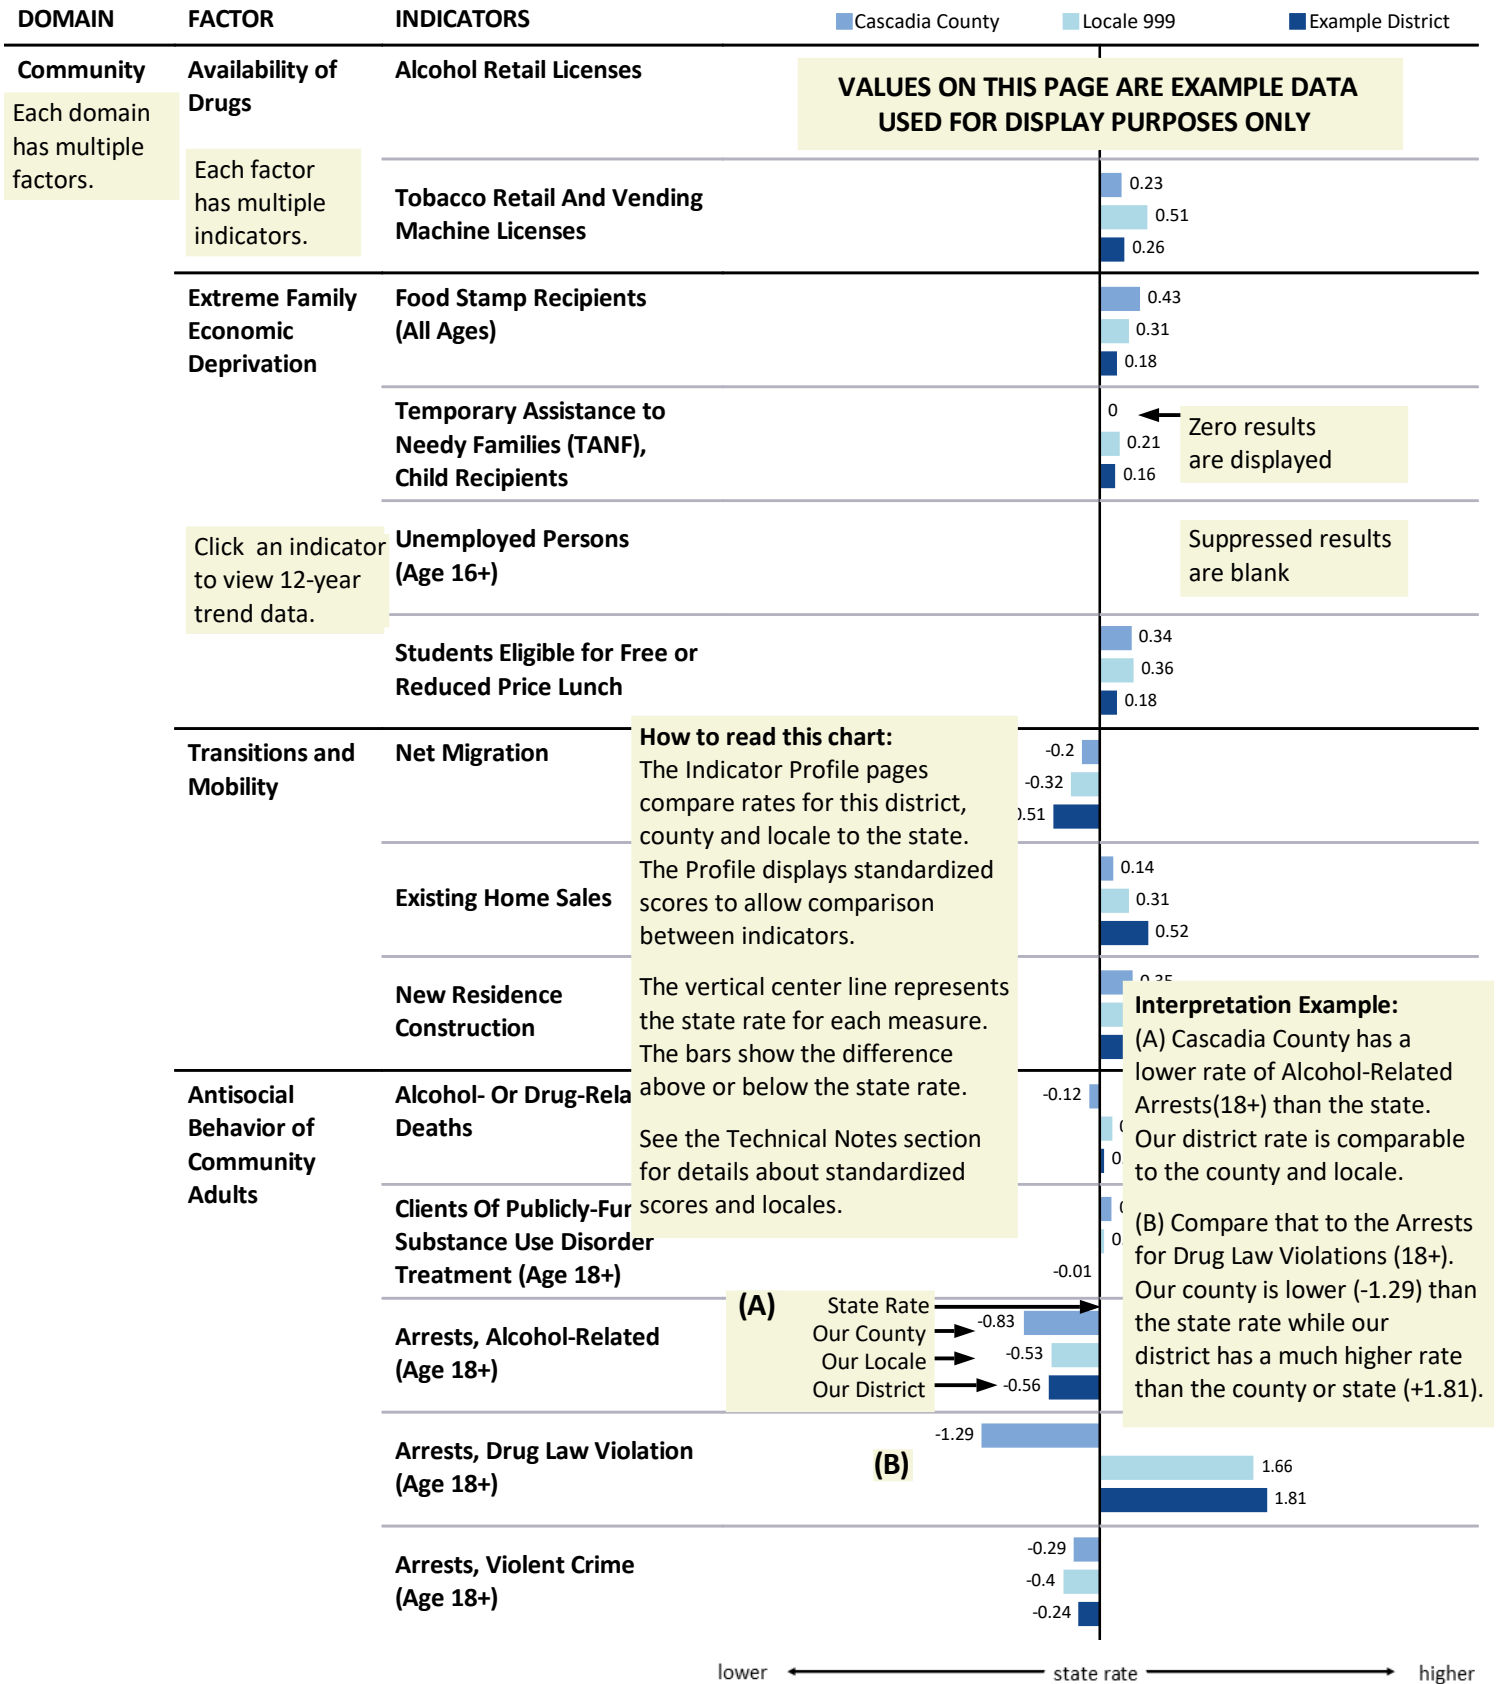 DOMAIN FACTOR INDICATORS Cascadia County Locale 999 Example District
Community
Each domain
has multiple
factors.
Availability of
Drugs
Each factor
has multiple
indicators.
Alcohol Retail Licenses
VALUES ON THIS PAGE ARE EXAMPLE DATA
USED FOR DISPLAY PURPOSES ONLY
Tobacco Retail And Vending
Machine Licenses
0.23
0.51
0.26
Extreme Family
Economic
Deprivation
Food Stamp Recipients
(All Ages)
0.43
0.31
0.18
Temporary Assistance to
Needy Families (TANF),
Child Recipients
0
0.21
0.16
Zero results
are displayed
Click an indicator
to view 12-year
trend data.
Unemployed Persons
(Age 16+)
Suppressed results
are blank
Students Eligible for Free or
Reduced Price Lunch
0.34
0.36
0.18
Transitions and
Mobility
Net Migration
-0.2
-0.32
.51
How to read this chart:
The Indicator Profile pages
compare rates for this district,
county and locale to the state.
The Profile displays standardized
scores to allow comparison
between indicators.
The vertical center line represents
the state rate for each measure.
The bars show the difference
above or below the state rate.
See the Technical Notes section
for details about standardized
scores and locales.
Existing Home Sales
0.14
0.31
0.52
New Residence
Construction
Interpretation Example:
(A) Cascadia County has a
lower rate of Alcohol-Related
Arrests(18+) than the state.
Our district rate is comparable
to the county and locale.
(B) Compare that to the Arrests
for Drug Law Violations (18+).
Our county is lower (-1.29) than
the state rate while our
district has a much higher rate
than the county or state (+1.81).
Antisocial
Behavior of
Community
Adults
Alcohol- Or Drug-Rela
Deaths
-0.12
0.
Clients Of Publicly-Fun
Substance Use Disorder
Treatment (Age 18+)
0.
-0.01
Arrests, Alcohol-Related
(Age 18+)
(A)
State Rate
Our County
Our Locale
Our District
-0.83
-0.53
-0.56
Arrests, Drug Law Violation
(Age 18+)
(B)
-1.29
1.66
1.81
Arrests, Violent Crime
(Age 18+)
-0.29
-0.4
-0.24
lower state rate higher